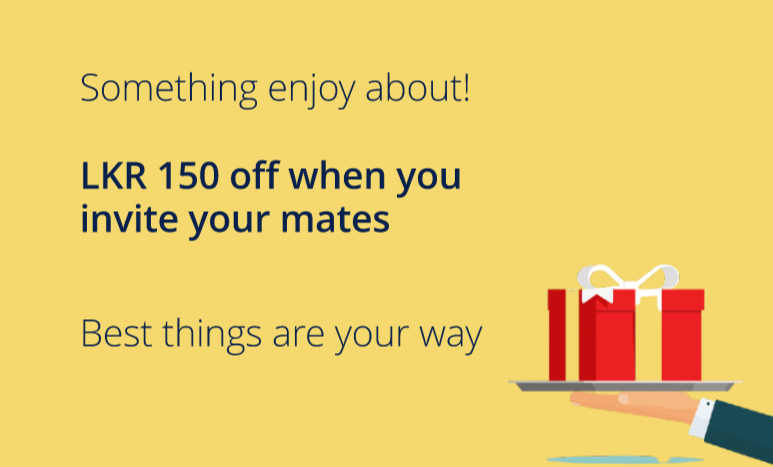 Something enjoy about!
LKR 150 off when you
invite your mates
Best things are your way